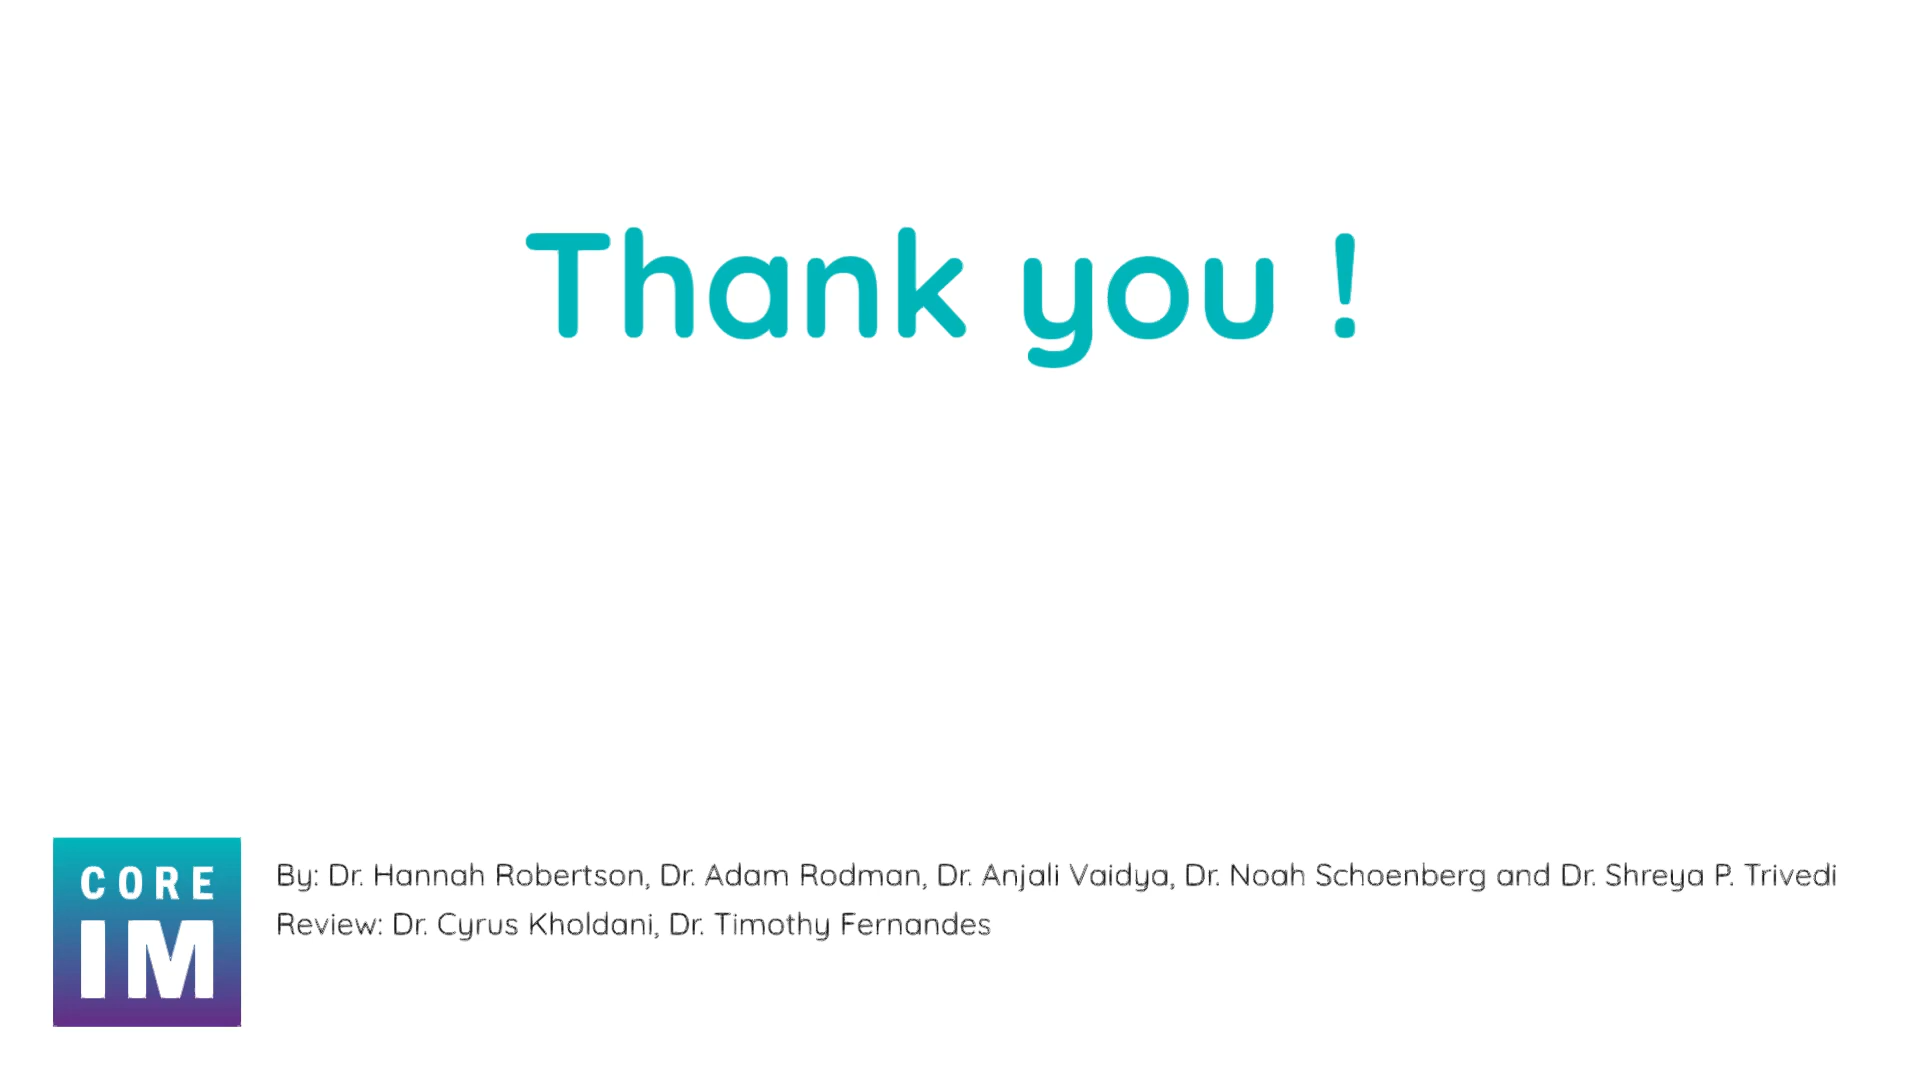 Thank you !
CORE
IM
By: Dr. Hannah Robertson, Dr. Adam Rodman, Dr. Anjali Vaidya, Dr. Noah Schoenberg and Dr. Shreya P. Trivedi
Review: Dr. Cyrus Kholdani, Dr. Timothy Fernandes